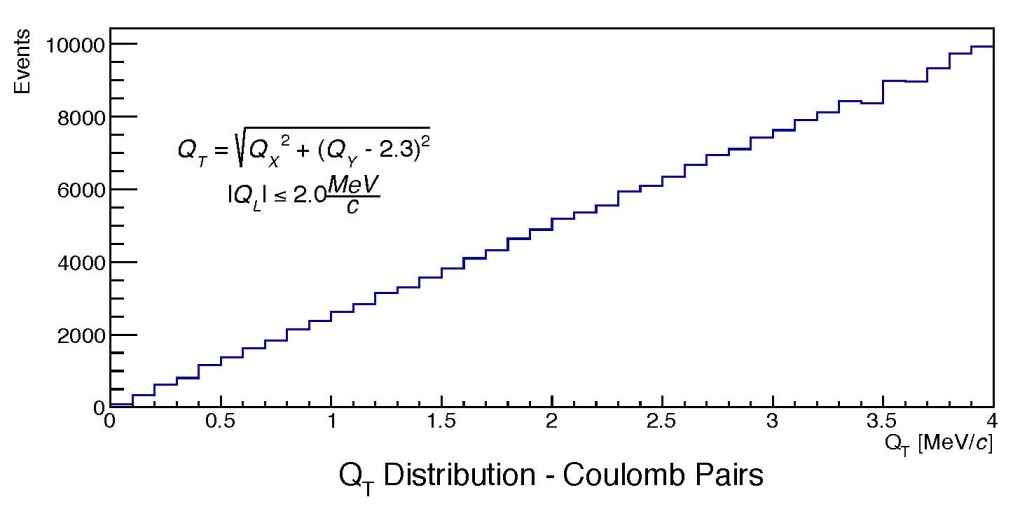 Events
10000
8000
6000
4000
2000
0
Q_T = √(Q_X² + (Q_Y - 2.3)²)
|Q_L| ≤ 2.0 MeV/c
0 0.5 1 1.5 2 2.5 3 3.5 4
Q_T [MeV/c]
Q_T Distribution - Coulomb Pairs